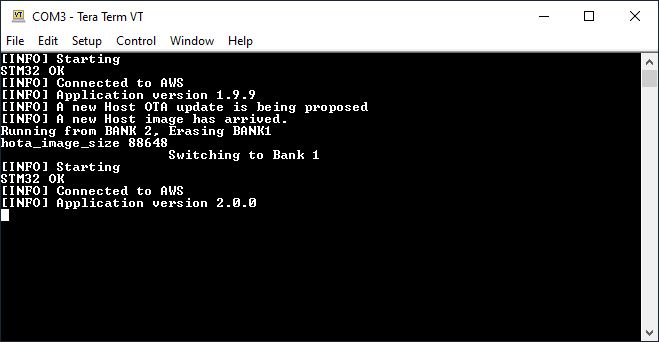 COM3 - Tera Term VT
File Edit Setup Control Window Help
[INFO] Starting
STM32 OK
[INFO] Connected to AWS
[INFO] Application version 1.9.9
[INFO] A new Host OTA update is being proposed
[INFO] A new Host image has arrived.
Running from BANK 2, Erasing BANK1
hota_image_size 88648
Switching to Bank 1
[INFO] Starting
STM32 OK
[INFO] Connected to AWS
[INFO] Application version 2.0.0